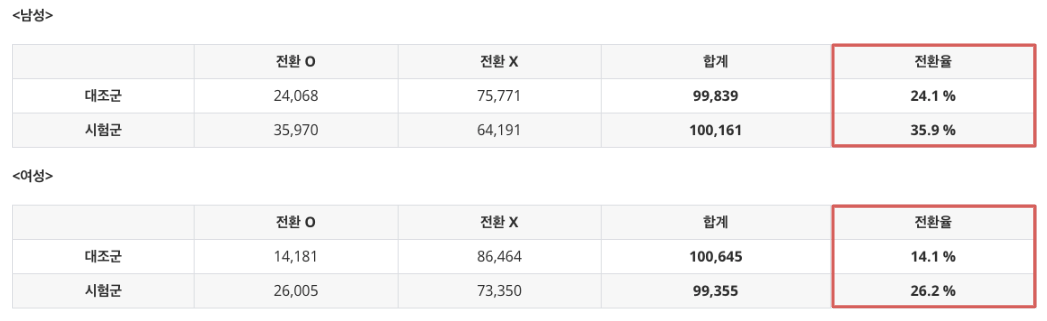 <남성>
전환 O 전환 X 합계 전환율
대조군 24,068 75,771 99,839 24.1 %
시험군 35,970 64,191 100,161 35.9 %
<여성>
전환 O 전환 X 합계 전환율
대조군 14,181 86,464 100,645 14.1 %
시험군 26,005 73,350 99,355 26.2 %